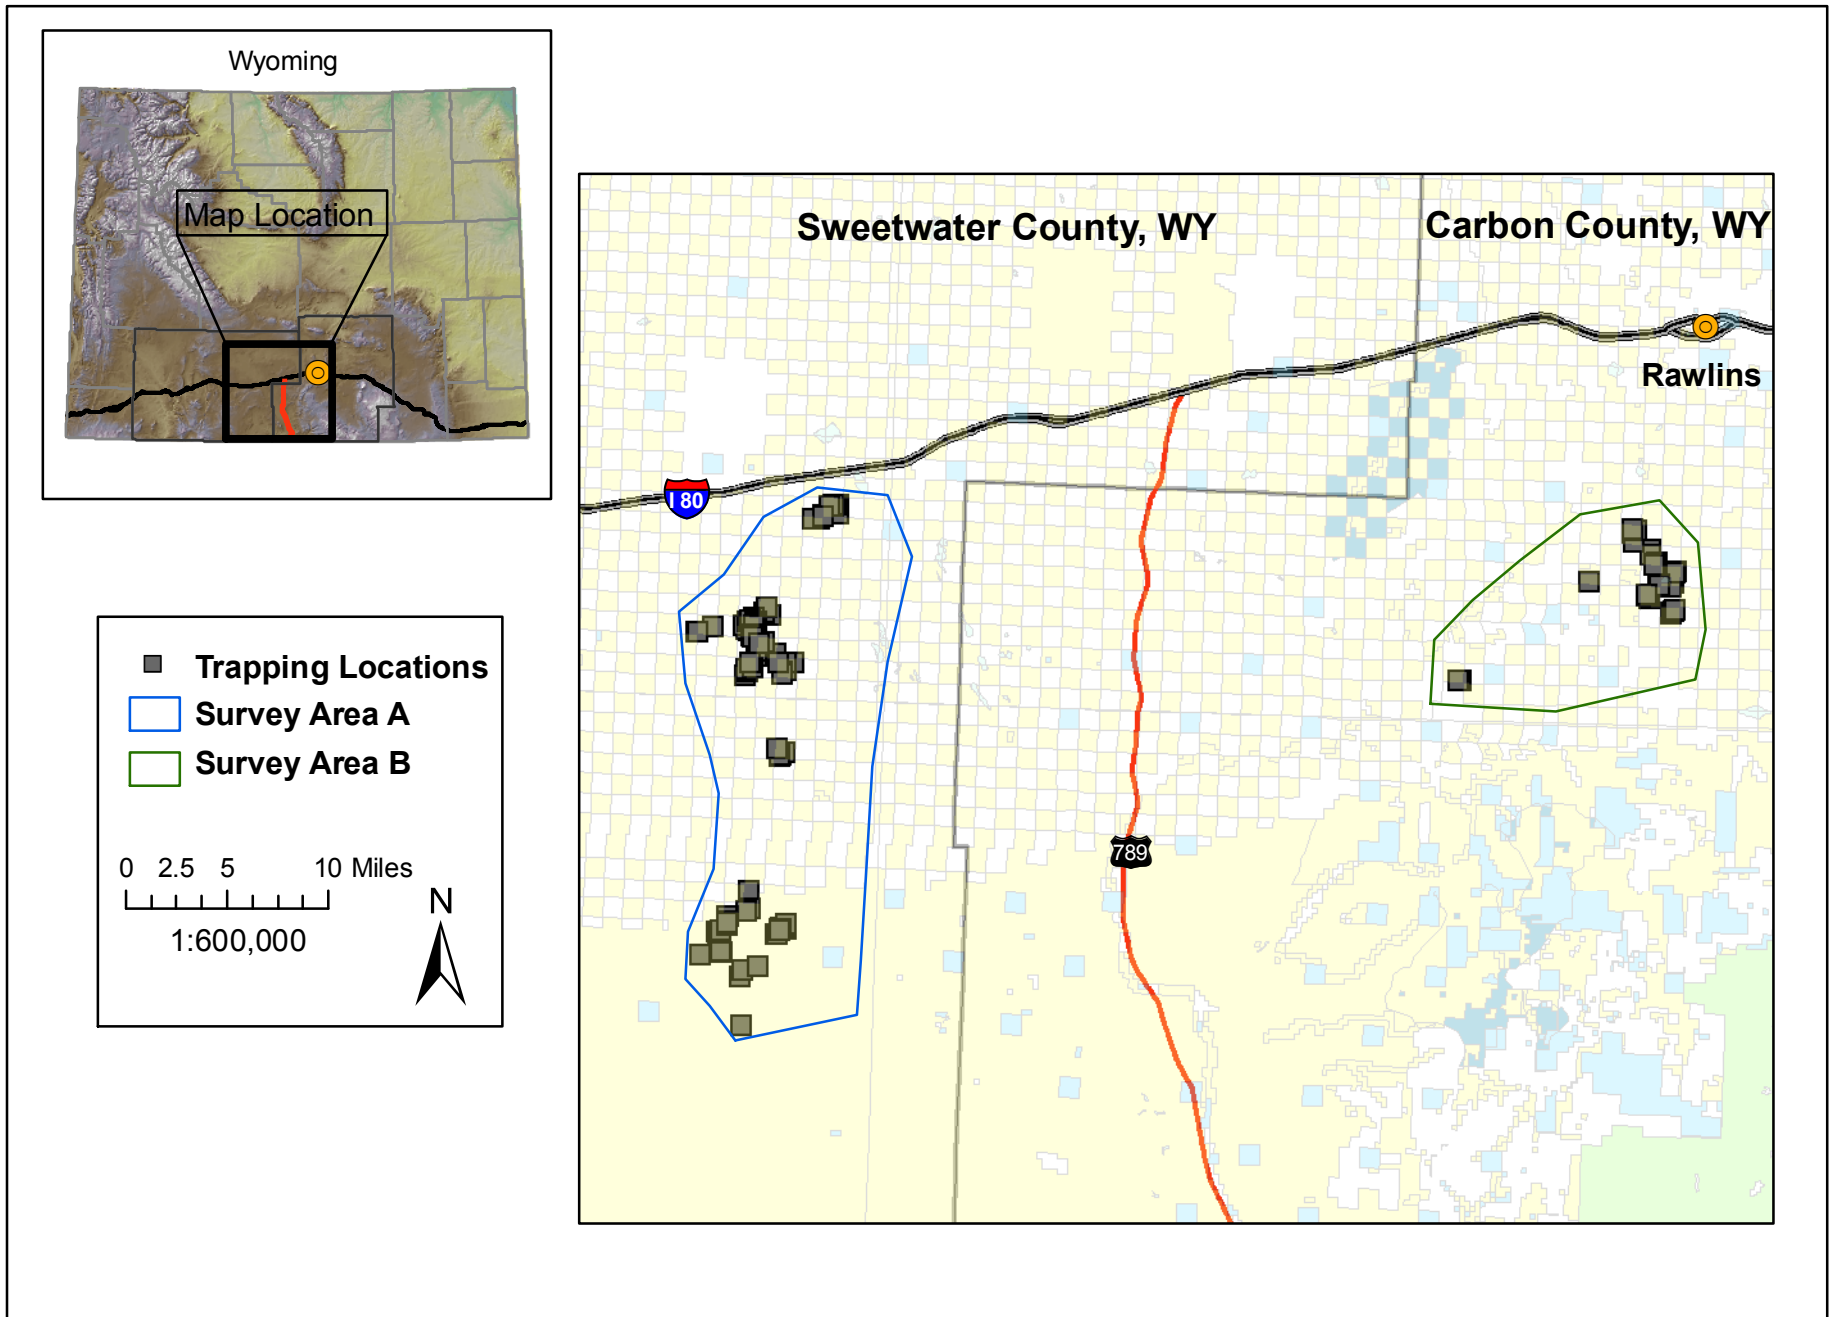 Wyoming
Map Location
Sweetwater County, WY
Carbon County, WY
Rawlins
I 80
789
Trapping Locations
Survey Area A
Survey Area B
0 2.5 5 10 Miles
1:600,000
N